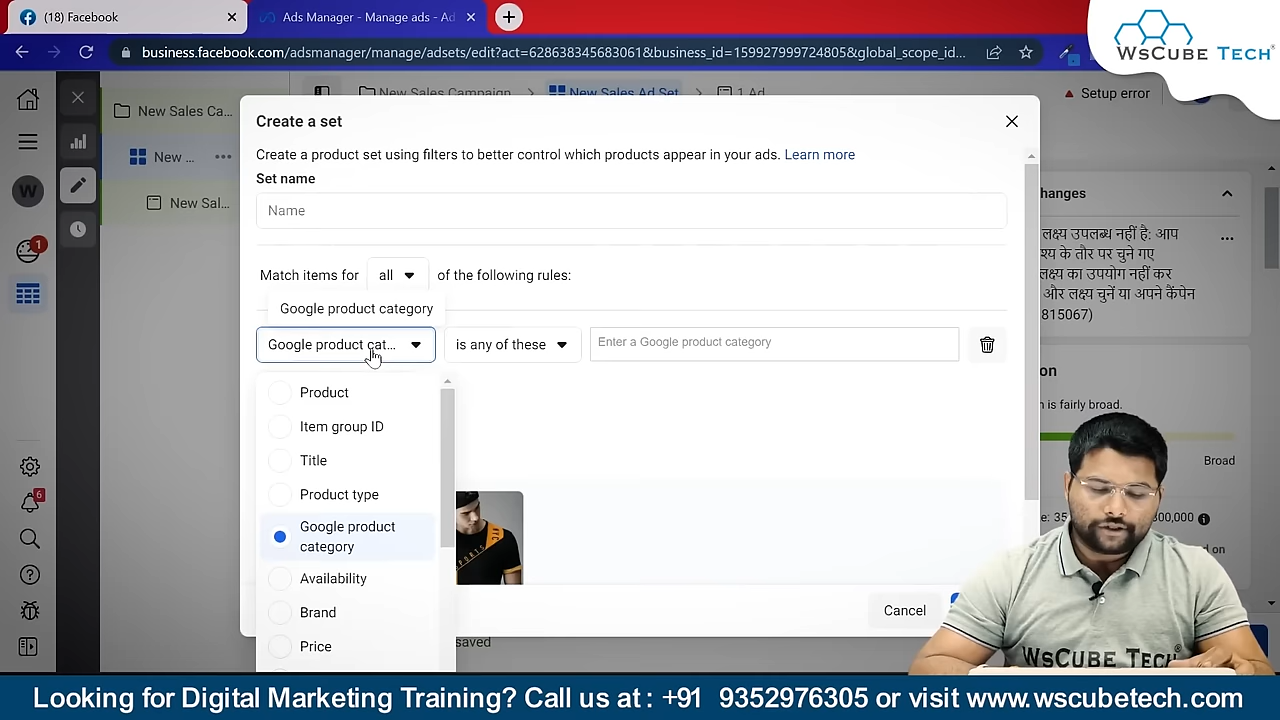 (18) Facebook
Ads Manager - Manage ads - Ad
business.facebook.com/adsmanager/manage/adsets/edit?act=628638345683061&business_id=159927999724805&global_scope_id...
WsCube Tech
New Sales Ca...
New Sales Campaign
New Sales Ad Set
1 Ad
Setup error
New ...
New Sal...
W
1
6
Create a set
Create a product set using filters to better control which products appear in your ads. Learn more
Set name
Name
Match items for all of the following rules:
Google product category
Google product cat...
is any of these
Enter a Google product category
Product
Item group ID
Title
Product type
Google product
category
Availability
Brand
Price
Cancel
saved
hanges
लक्ष्य उपलब्ध नहीं है: आप
श्य के तौर पर चुने गए
लक्ष्य का उपयोग नहीं कर
और लक्ष्य चुनें या अपने कैंपेन
815067)
on
n is fairly broad.
Broad
WsCube Tech
Looking for Digital Marketing Training? Call us at : +91 9352976305 or visit www.wscubetech.com